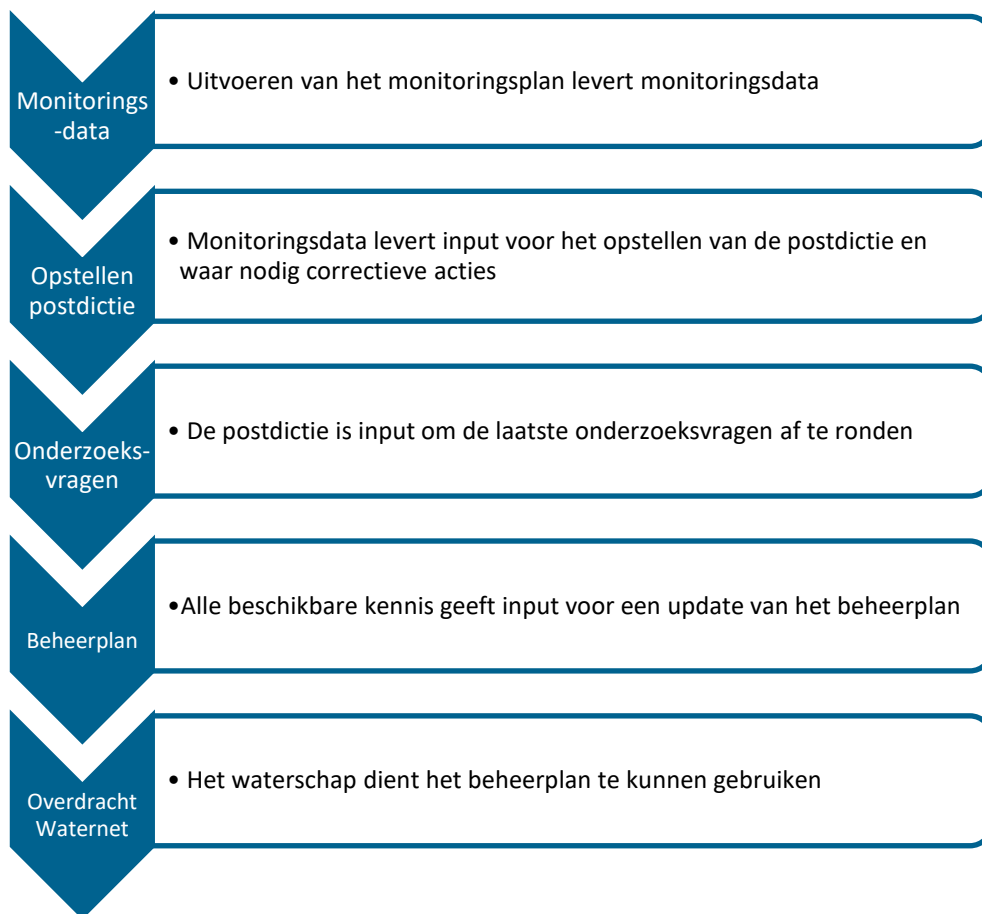 Monitorings
-data
• Uitvoeren van het monitoringsplan levert monitoringsdata
Opstellen
postdictie
• Monitoringsdata levert input voor het opstellen van de postdictie en
waar nodig correctieve acties
Onderzoeks-
vragen
• De postdictie is input om de laatste onderzoeksvragen af te ronden
Beheerplan
•Alle beschikbare kennis geeft input voor een update van het beheerplan
Overdracht
Waternet
• Het waterschap dient het beheerplan te kunnen gebruiken